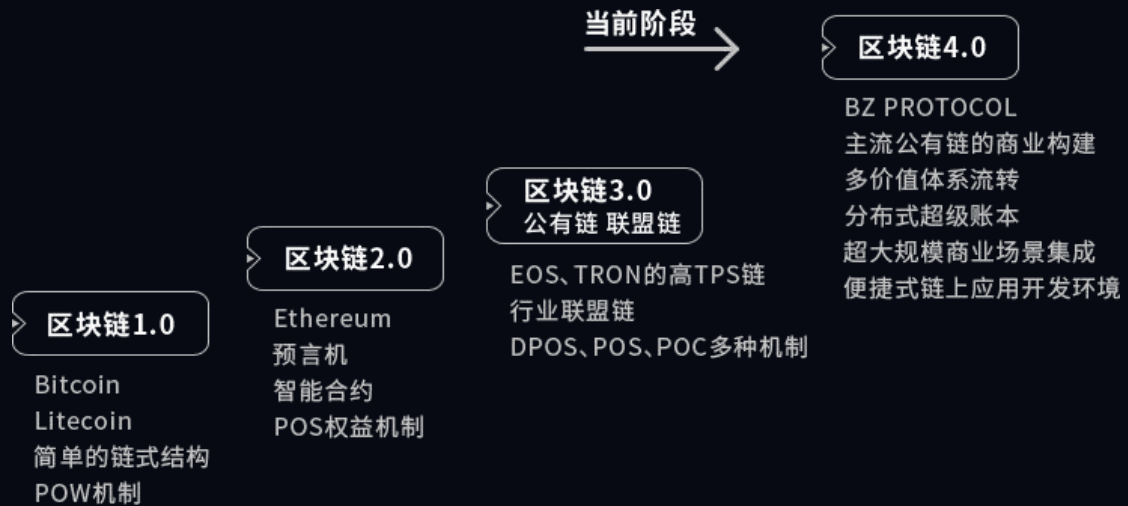 当前阶段
区块链4.0
BZ PROTOCOL
主流公有链的商业构建
多价值体系流转
分布式超级账本
超大规模商业场景集成
便捷式链上应用开发环境
区块链3.0
公有链 联盟链
EOS、TRON的高TPS链
行业联盟链
DPOS、POS、POC多种机制
区块链2.0
Ethereum
预言机
智能合约
POS权益机制
区块链1.0
Bitcoin
Litecoin
简单的链式结构
POW机制